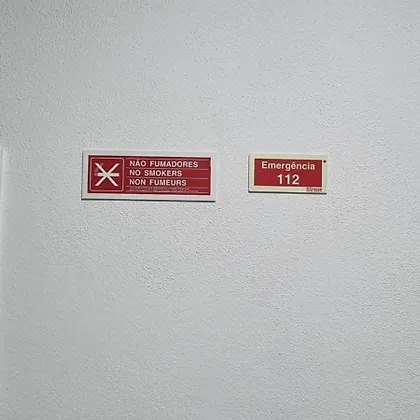 NÃO FUMADORES
NO SMOKERS
NON FUMEURS
Emergência
112